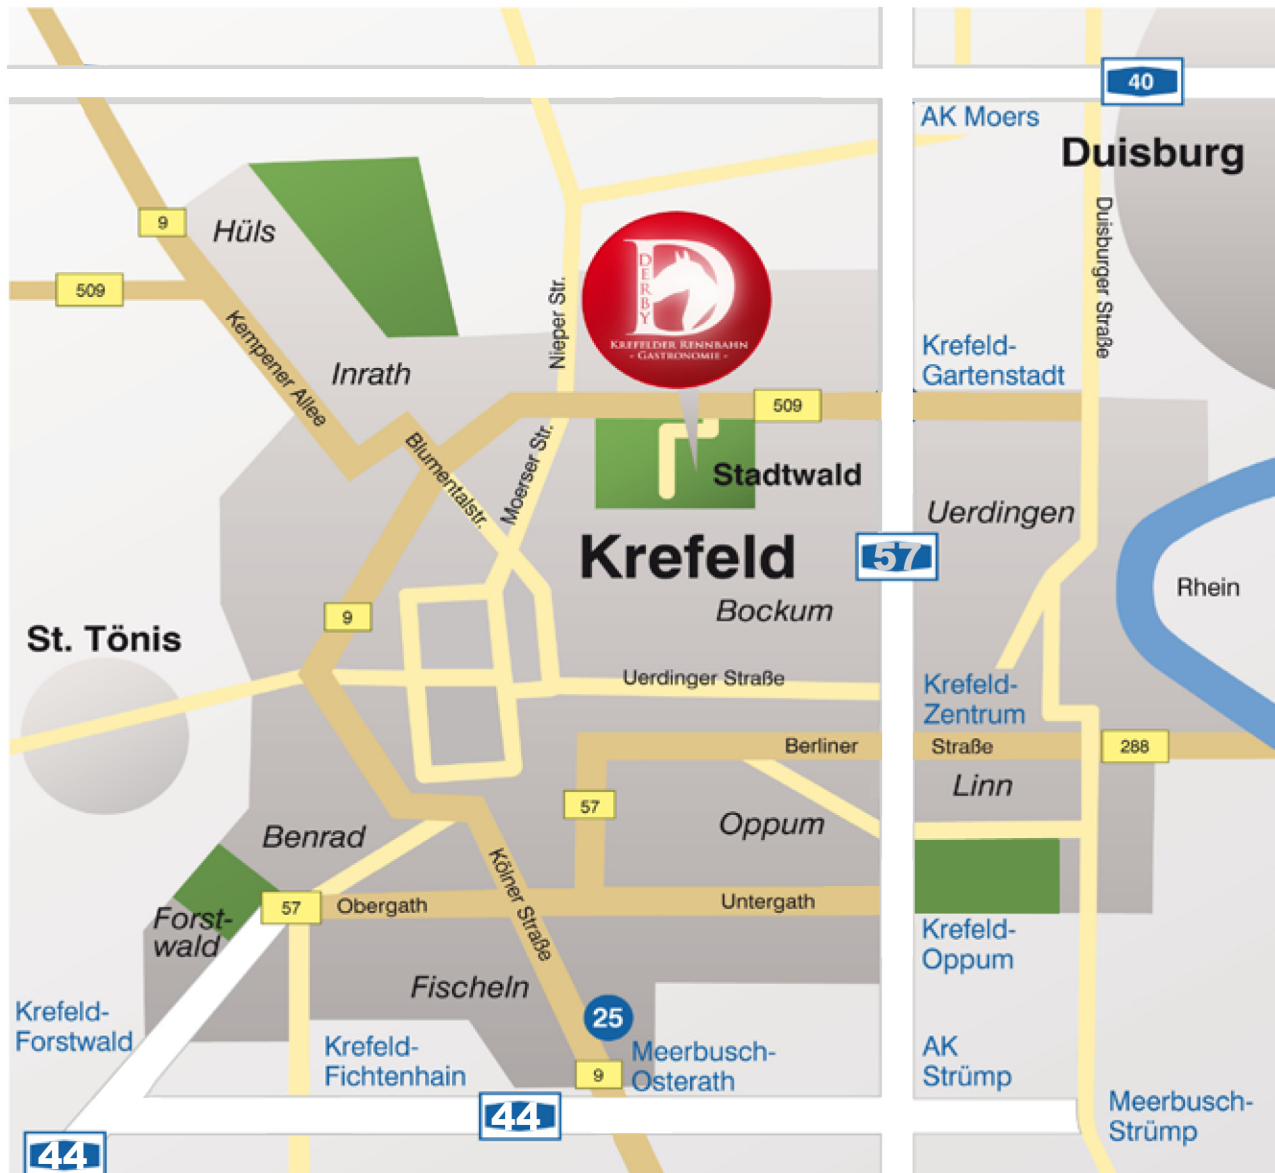 40
AK Moers
Duisburg
9
Hüls
509
Kempener Allee
Inrath
Nieper Str.
DERBY
D
KREFELDER RENNBAHN
- GASTRONOMIE -
Duisburger Straße
Krefeld-
Gartenstadt
509
Blumentalstr.
Moerser Str.
Stadtwald
Uerdingen
Krefeld
57
Bockum
Rhein
9
St. Tönis
Uerdinger Straße
Krefeld-
Zentrum
Berliner
Straße
288
Linn
57
Oppum
Benrad
Kölner Straße
57
Obergath
Untergath
Forst-
wald
Krefeld-
Oppum
Fischeln
Krefeld-
Forstwald
25
Krefeld-
Fichtenhain
9
Meerbusch-
Osterath
AK
Strümp
44
Meerbusch-
Strümp
44